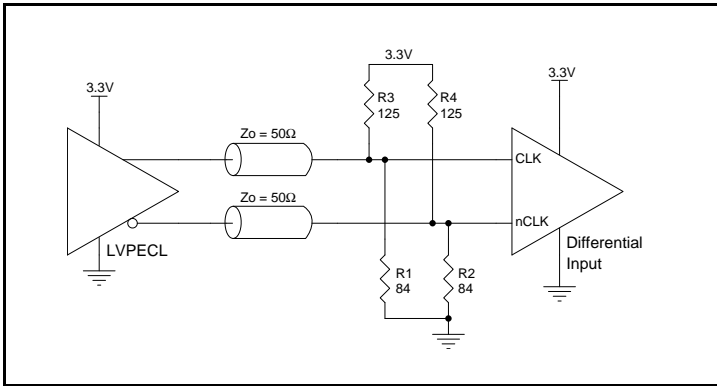 3.3V
3.3V
3.3V
R3
125
R4
125
Zo = 50Ω
CLK
Zo = 50Ω
nCLK
LVPECL
Differential
Input
R1
84
R2
84